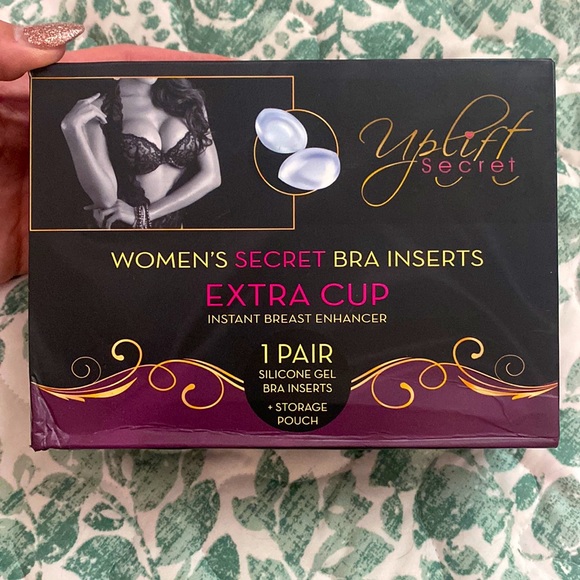 Uplift
Secret
WOMEN'S SECRET BRA INSERTS
EXTRA CUP
INSTANT BREAST ENHANCER
1 PAIR
SILICONE GEL
BRA INSERTS
+ STORAGE
POUCH